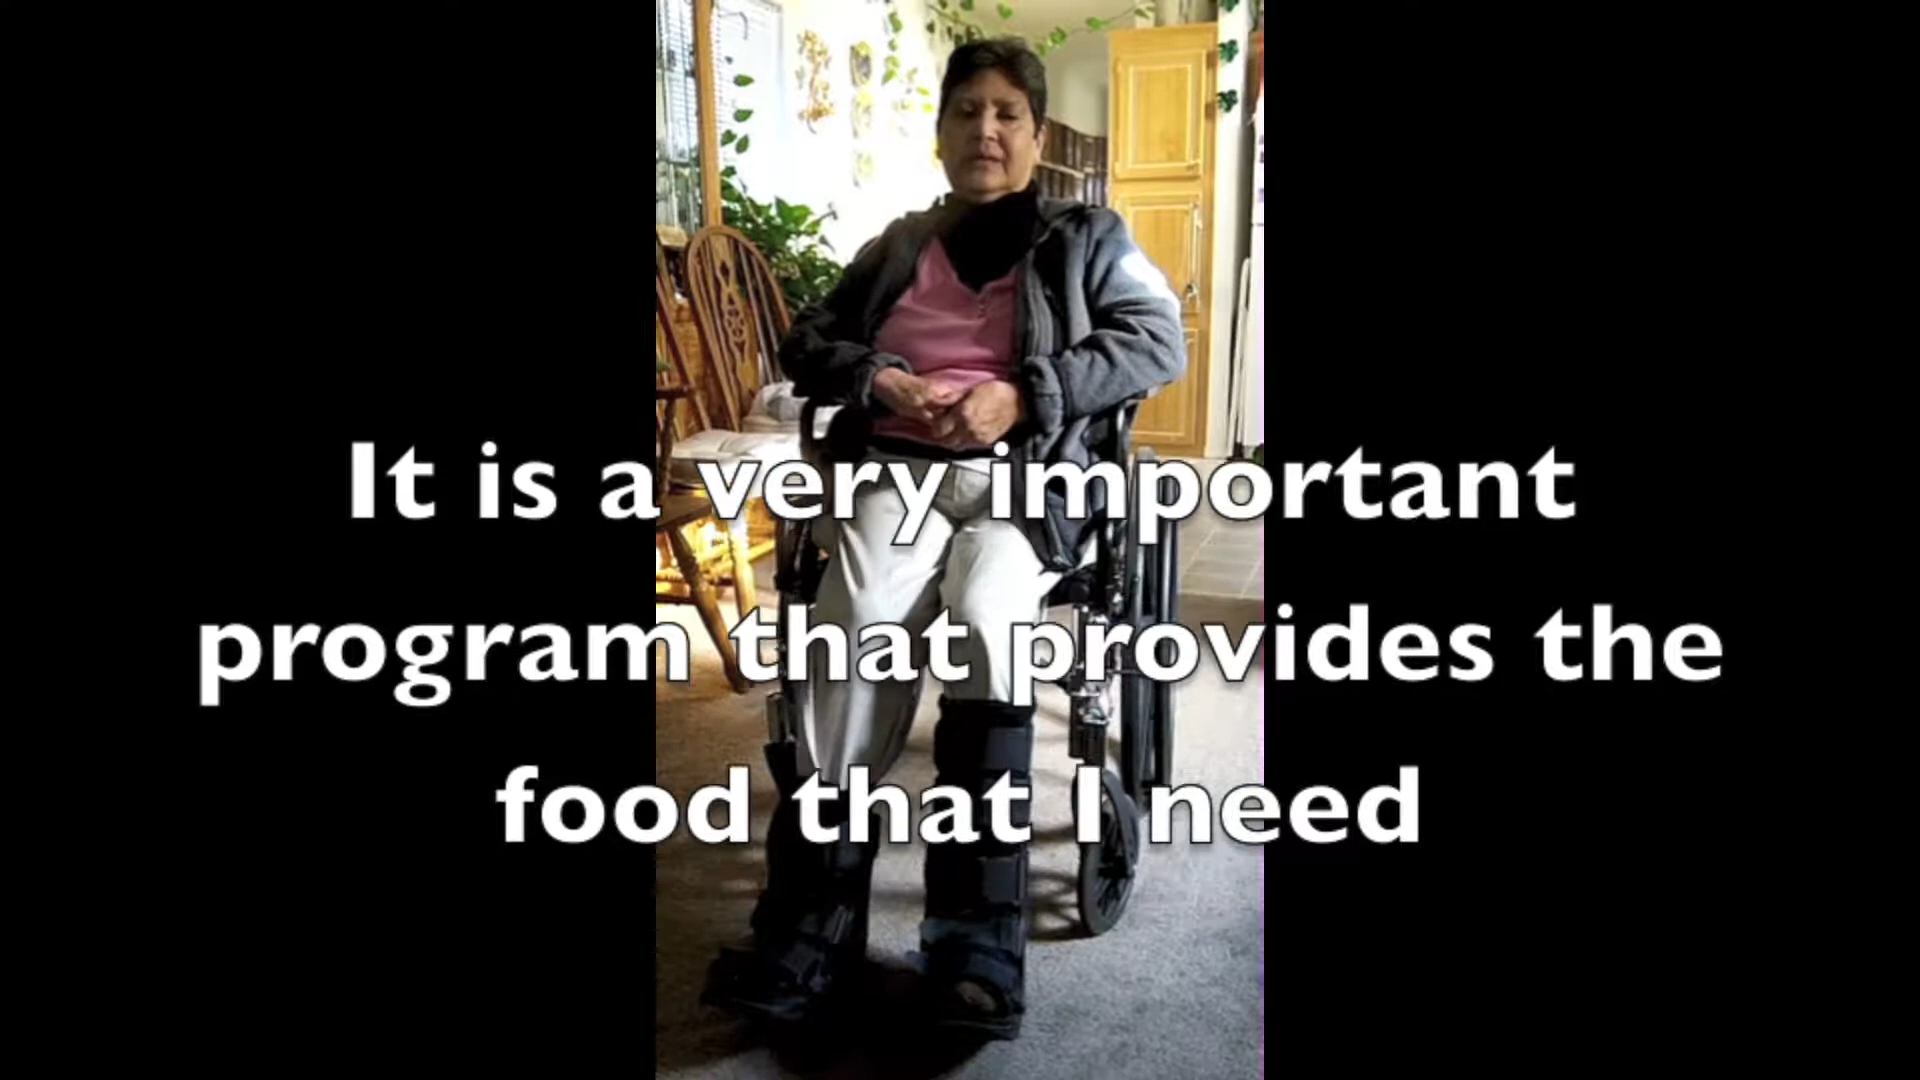 It is a very important
program that provides the
food that I need